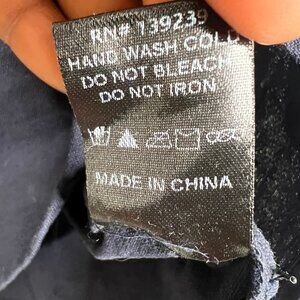 RN# 139239
HAND WASH COLD
DO NOT BLEACH
DO NOT IRON
MADE IN CHINA